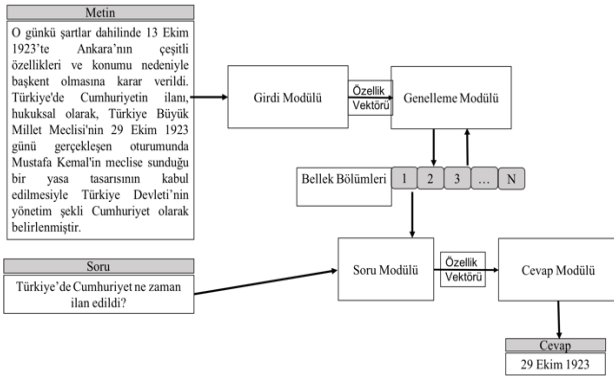 Metin
O günkü şartlar dahilinde 13 Ekim
1923'te Ankara'nın çeşitli
özellikleri ve konumu nedeniyle
başkent olmasına karar verildi.
Türkiye'de Cumhuriyetin ilanı,
hukuksal olarak, Türkiye Büyük
Millet Meclisi'nin 29 Ekim 1923
günü gerçekleşen oturumunda
Mustafa Kemal'in meclise sunduğu
bir yasa tasarısının kabul
edilmesiyle Türkiye Devleti'nin
yönetim şekli Cumhuriyet olarak
belirlenmiştir.
Girdi Modülü
Özellik
Vektörü
Genelleme Modülü
Bellek Bölümleri 1 2 3 ... N
Soru
Türkiye'de Cumhuriyet ne zaman
ilan edildi?
Soru Modülü
Özellik
Vektörü
Cevap Modülü
Cevap
29 Ekim 1923